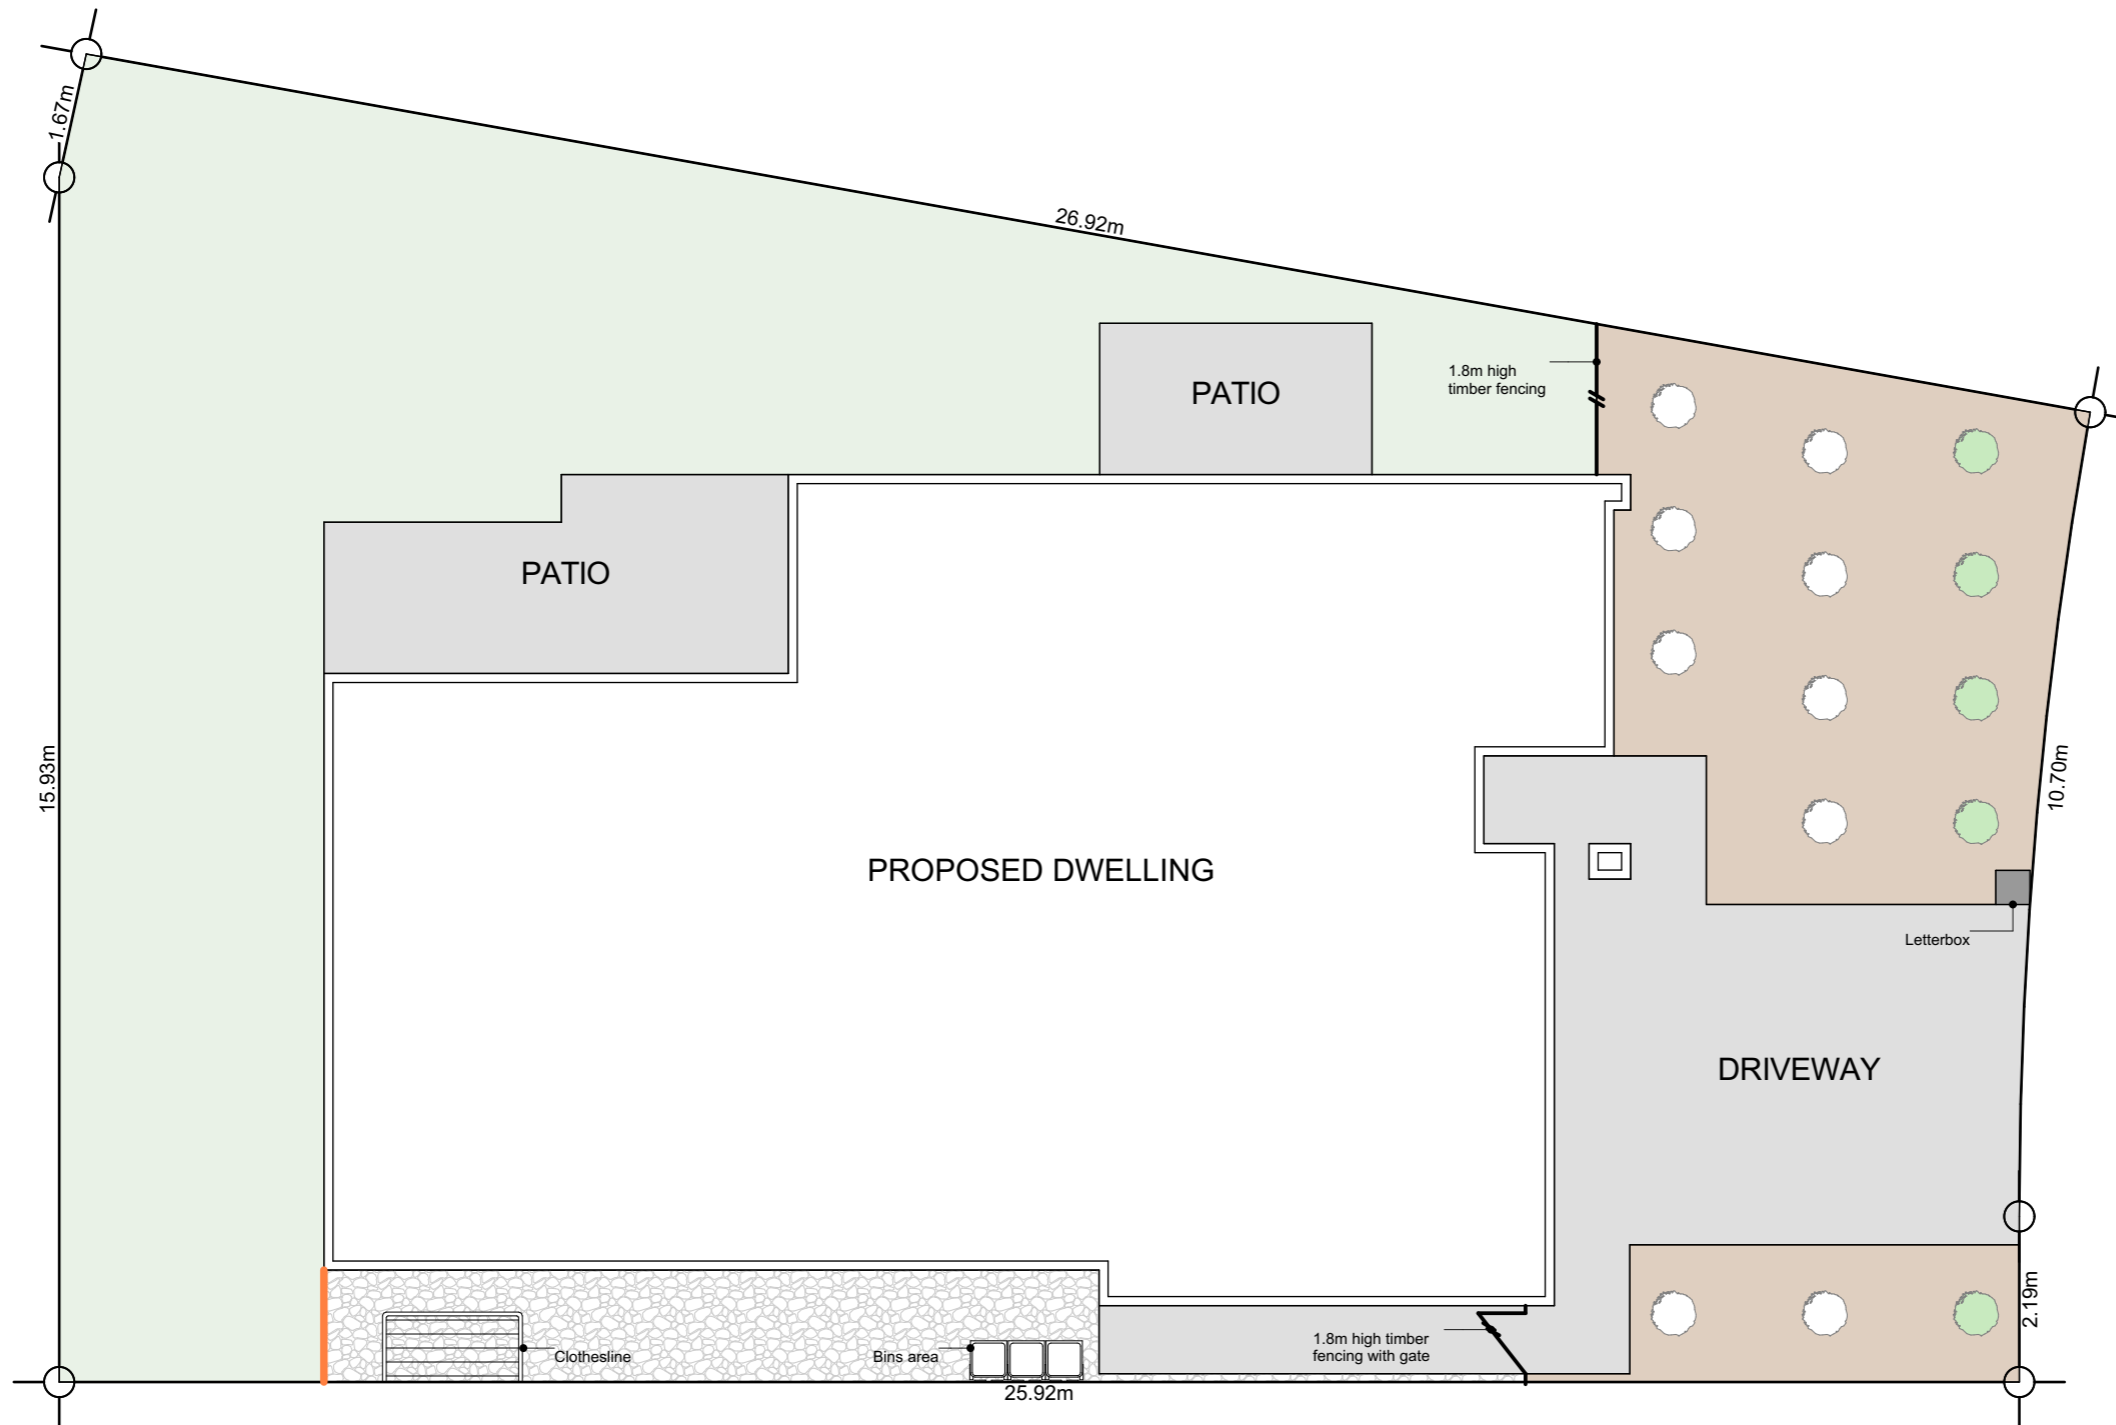 1.67m
26.92m
1.8m high
timber fencing
PATIO
PATIO
15.93m
10.70m
PROPOSED DWELLING
Letterbox
DRIVEWAY
2.19m
1.8m high timber
fencing with gate
Clothesline
Bins area
25.92m